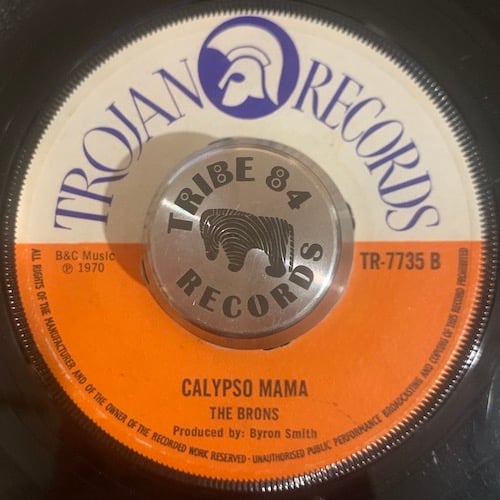 TROJAN RECORDS
TRIBE 84
RECORDS
B&C Music
℗ 1970
TR-7735 B
CALYPSO MAMA
THE BRONS
Produced by: Byron Smith
ALL RIGHTS OF THE MANUFACTURER AND OF THE OWNER OF THE RECORDED WORK RESERVED - UNAUTHORISED PUBLIC PERFORMANCE BROADCASTING AND COPYING OF THIS RECORD PROHIBITED